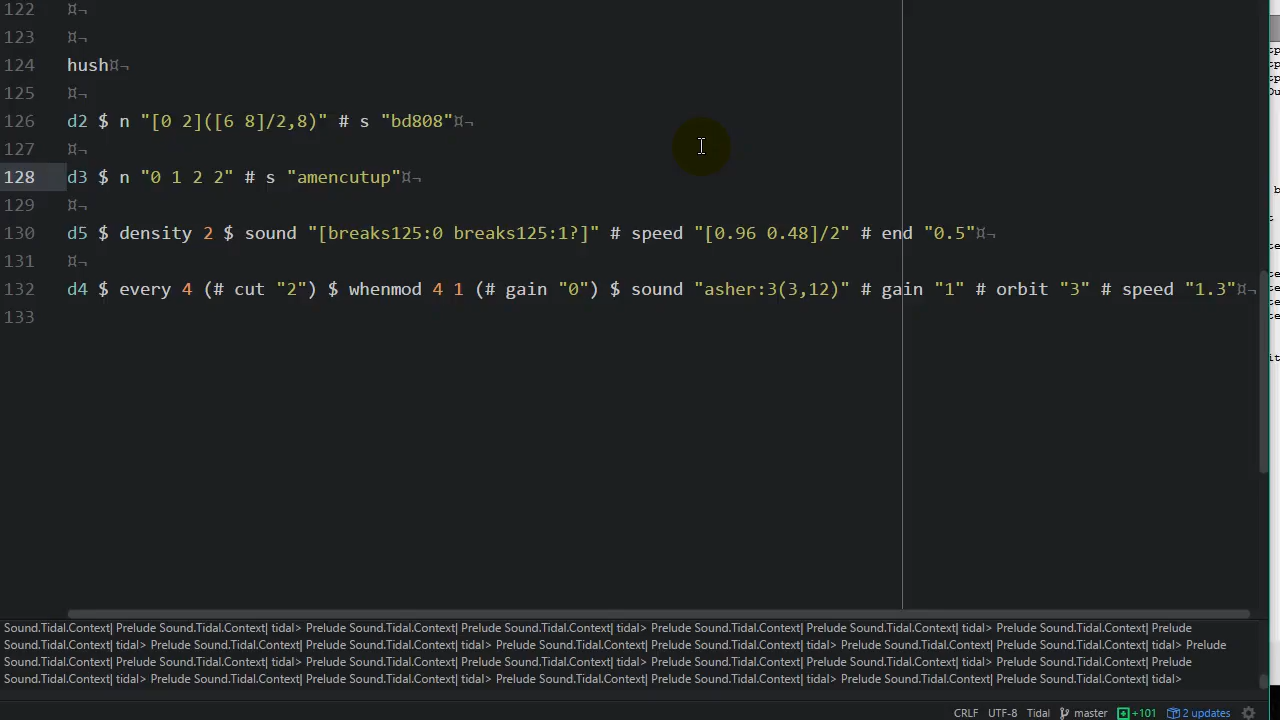 122 ¤¬
123 ¤¬
124 hush¤¬
125 ¤¬
126 d2 $ n "[0 2]([6 8]/2,8)" # s "bd808"¤¬
127 ¤¬
128 d3 $ n "0 1 2 2" # s "amencutup"¤¬
129 ¤¬
130 d5 $ density 2 $ sound "[breaks125:0 breaks125:1?]" # speed "[0.96 0.48]/2" # end "0.5"¤¬
131 ¤¬
132 d4 $ every 4 (# cut "2") $ whenmod 4 1 (# gain "0") $ sound "asher:3(3,12)" # gain "1" # orbit "3" # speed "1.3"¤¬
133
Sound.Tidal.Context| Prelude Sound.Tidal.Context| tidal> Prelude Sound.Tidal.Context| Prelude Sound.Tidal.Context| tidal> Prelude Sound.Tidal.Context| Prelude Sound.Tidal.Context| tidal> Prelude Sound.Tidal.Context| Prelude
Sound.Tidal.Context| tidal> Prelude Sound.Tidal.Context| Prelude Sound.Tidal.Context| tidal> Prelude Sound.Tidal.Context| Prelude Sound.Tidal.Context| tidal> Prelude Sound.Tidal.Context| Prelude Sound.Tidal.Context| tidal> Prelude
Sound.Tidal.Context| Prelude Sound.Tidal.Context| tidal> Prelude Sound.Tidal.Context| Prelude Sound.Tidal.Context| tidal> Prelude Sound.Tidal.Context| Prelude Sound.Tidal.Context| tidal> Prelude Sound.Tidal.Context| Prelude
Sound.Tidal.Context| tidal> Prelude Sound.Tidal.Context| Prelude Sound.Tidal.Context| tidal> Prelude Sound.Tidal.Context| Prelude Sound.Tidal.Context| tidal> Prelude Sound.Tidal.Context| Prelude Sound.Tidal.Context| tidal>
CRLF UTF-8 Tidal master +101 2 updates